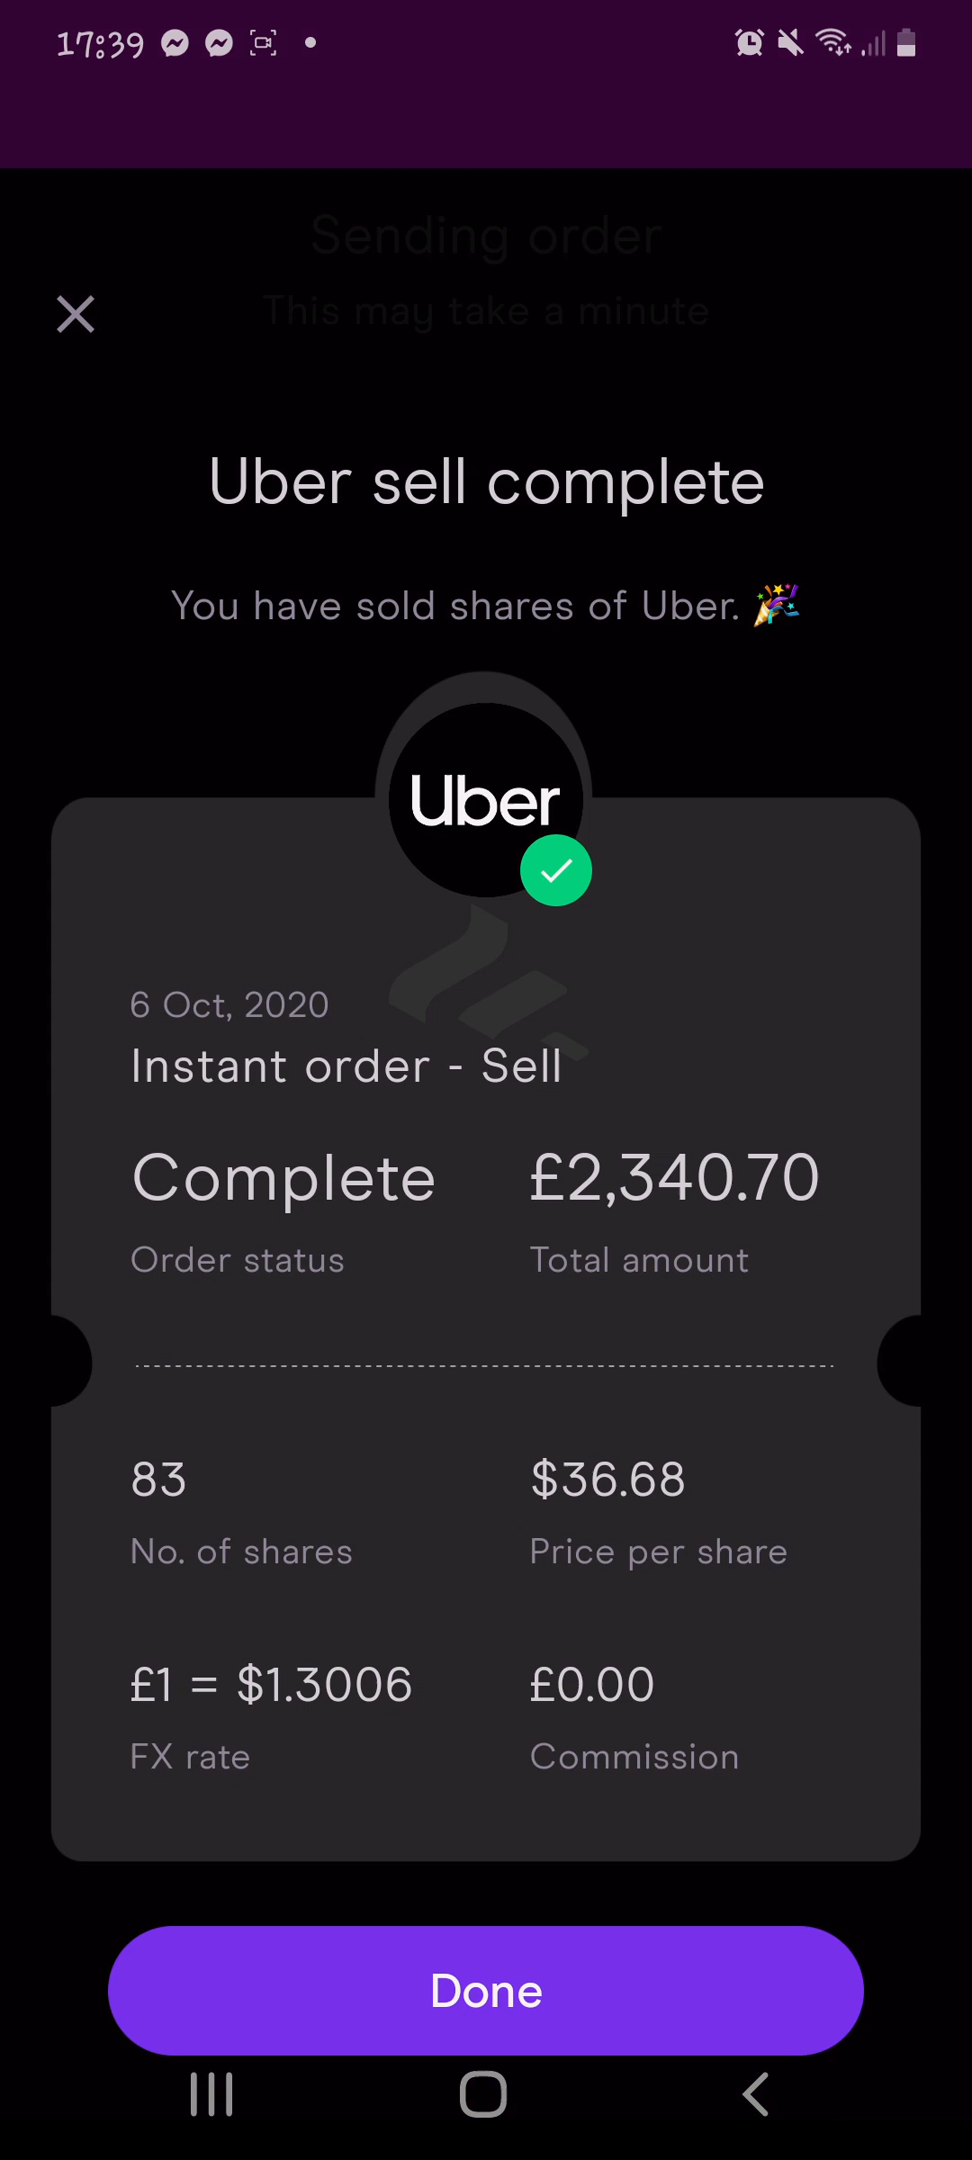 17:39
Sending order
This may take a minute
Uber sell complete
You have sold shares of Uber. 🎉
Uber
6 Oct, 2020
Instant order - Sell
Complete £2,340.70
Order status Total amount
83 $36.68
No. of shares Price per share
£1 = $1.3006 £0.00
FX rate Commission
Done